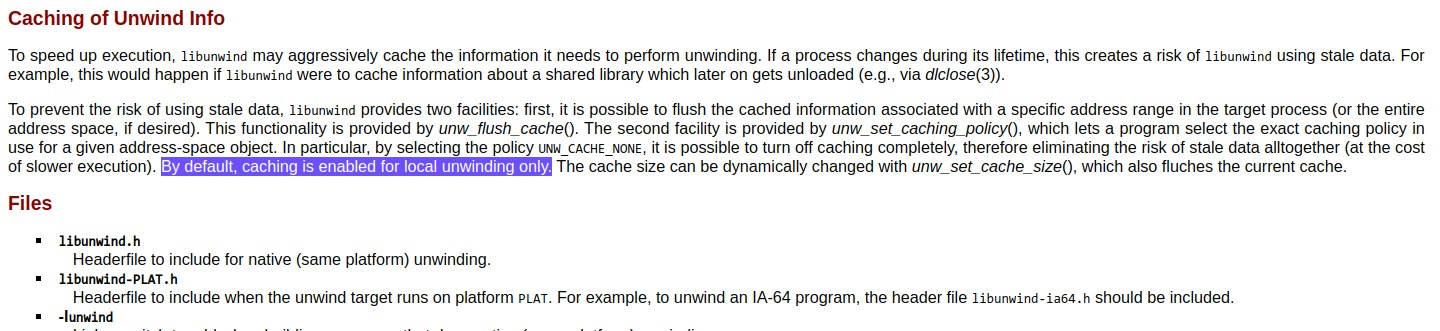 Caching of Unwind Info
To speed up execution, libunwind may aggressively cache the information it needs to perform unwinding. If a process changes during its lifetime, this creates a risk of libunwind using stale data. For
example, this would happen if libunwind were to cache information about a shared library which later on gets unloaded (e.g., via dlclose(3)).
To prevent the risk of using stale data, libunwind provides two facilities: first, it is possible to flush the cached information associated with a specific address range in the target process (or the entire
address space, if desired). This functionality is provided by unw_flush_cache(). The second facility is provided by unw_set_caching_policy(), which lets a program select the exact caching policy in
use for a given address-space object. In particular, by selecting the policy UNW_CACHE_NONE, it is possible to turn off caching completely, therefore eliminating the risk of stale data alltogether (at the cost
of slower execution). By default, caching is enabled for local unwinding only. The cache size can be dynamically changed with unw_set_cache_size(), which also fluches the current cache.
Files
▪ libunwind.h
Headerfile to include for native (same platform) unwinding.
▪ libunwind-PLAT.h
Headerfile to include when the unwind target runs on platform PLAT. For example, to unwind an IA-64 program, the header file libunwind-ia64.h should be included.
▪ -lunwind